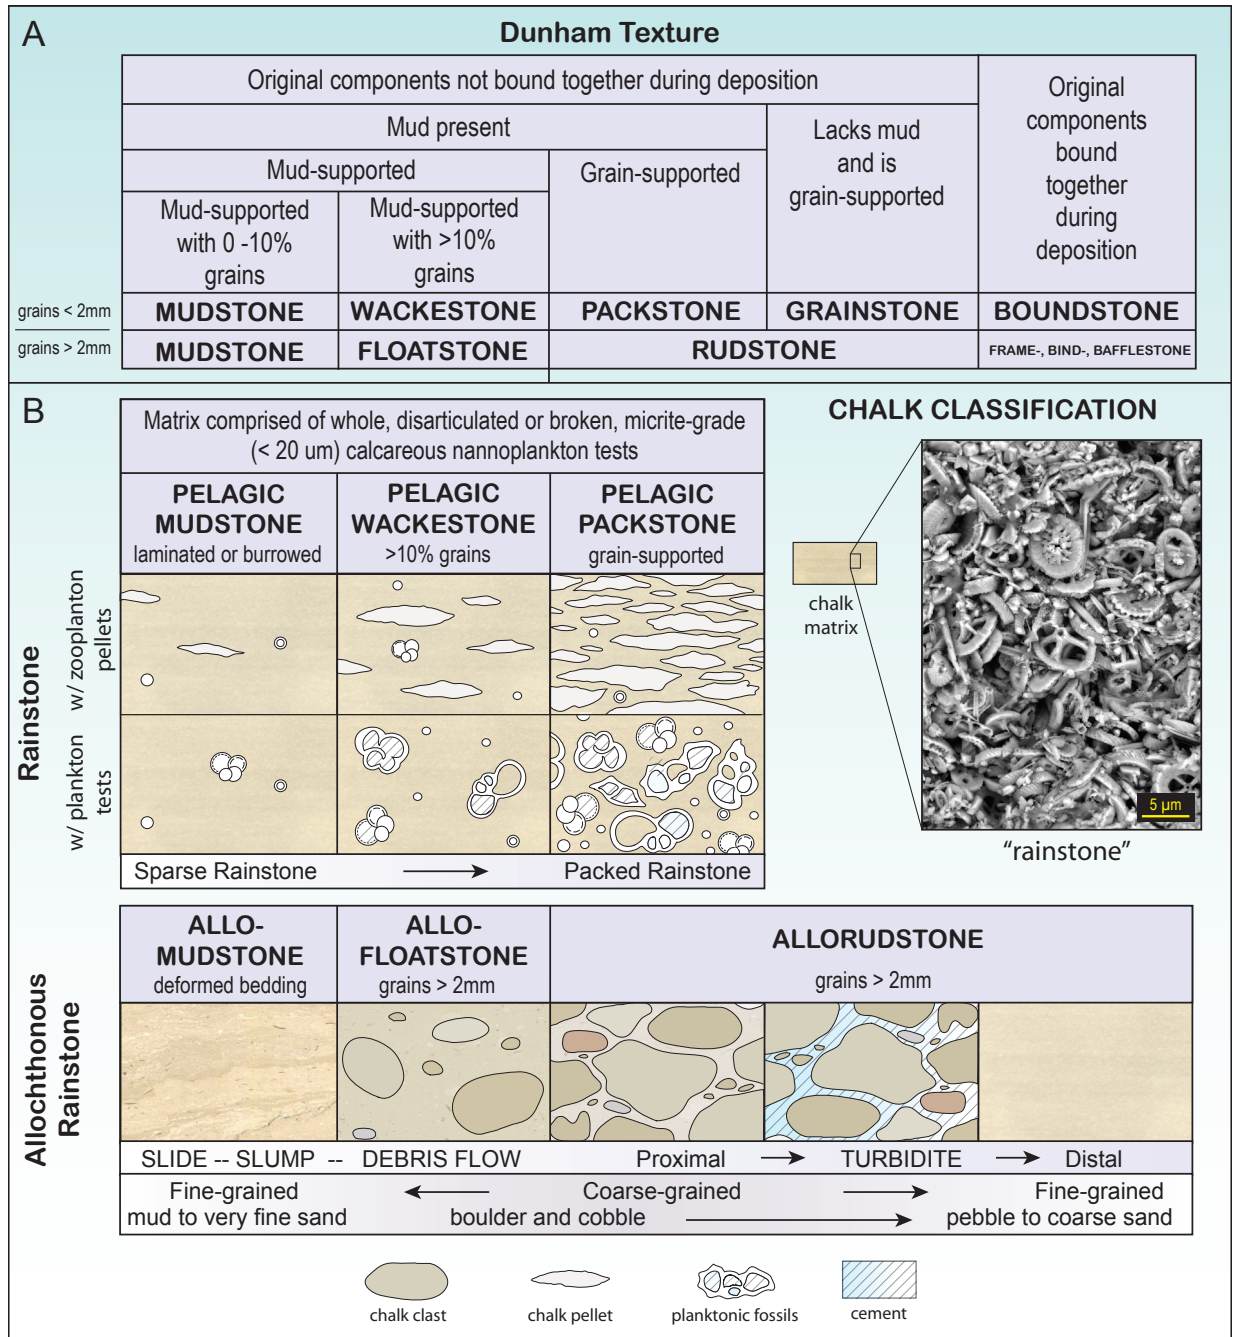 A
Dunham Texture
Original components not bound together during deposition
Original
components
bound
together
during
deposition
Mud present
Lacks mud
and is
grain-supported
Mud-supported
Grain-supported
Mud-supported
with 0 -10%
grains
Mud-supported
with >10%
grains
grains < 2mm
MUDSTONE
WACKESTONE
PACKSTONE
GRAINSTONE
BOUNDSTONE
grains > 2mm
MUDSTONE
FLOATSTONE
RUDSTONE
FRAME-, BIND-, BAFFLESTONE
B
Matrix comprised of whole, disarticulated or broken, micrite-grade
(< 20 um) calcareous nannoplankton tests
CHALK CLASSIFICATION
PELAGIC
MUDSTONE
laminated or burrowed
PELAGIC
WACKESTONE
>10% grains
PELAGIC
PACKSTONE
grain-supported
chalk
matrix
5 µm
"rainstone"
Rainstone
w/ zooplanton
pellets
w/ plankton
tests
Sparse Rainstone
Packed Rainstone
Allochthonous
Rainstone
ALLO-
MUDSTONE
deformed bedding
ALLO-
FLOATSTONE
grains > 2mm
ALLORUDSTONE
grains > 2mm
SLIDE -- SLUMP -- DEBRIS FLOW
Proximal
TURBIDITE
Distal
Fine-grained
mud to very fine sand
Coarse-grained
boulder and cobble
Fine-grained
pebble to coarse sand
chalk clast
chalk pellet
planktonic fossils
cement